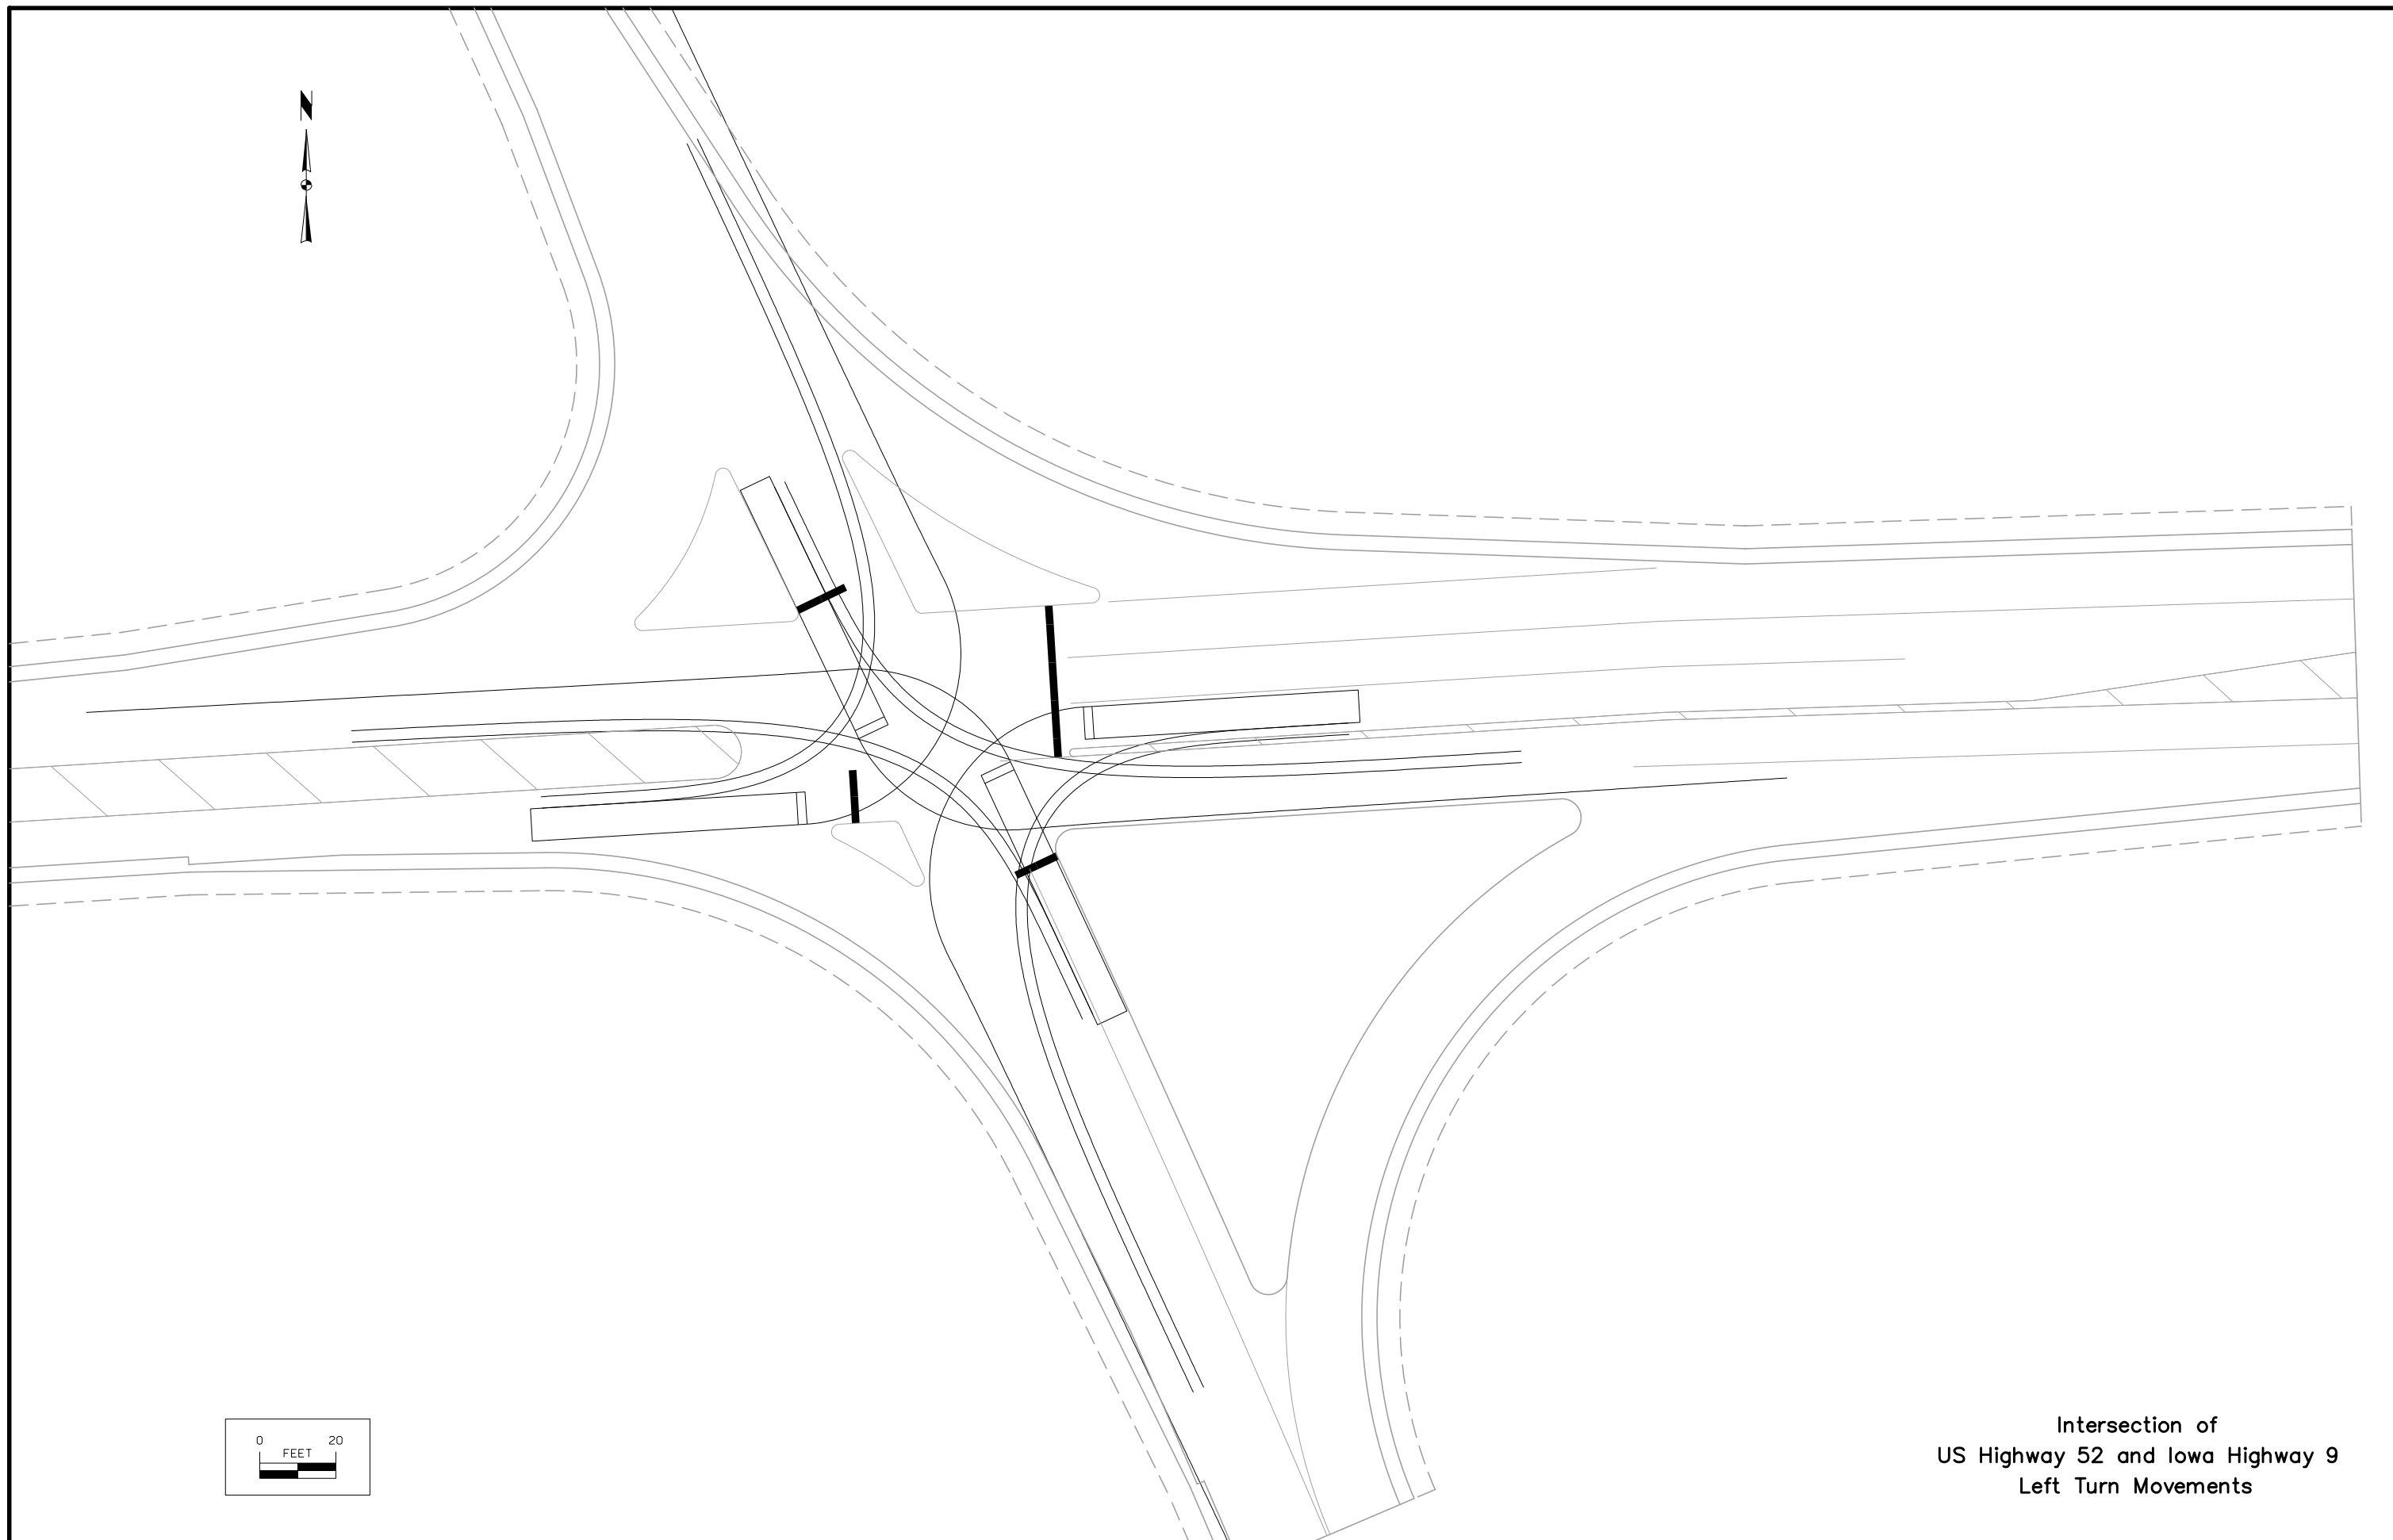 N
0 20
FEET
Intersection of
US Highway 52 and Iowa Highway 9
Left Turn Movements